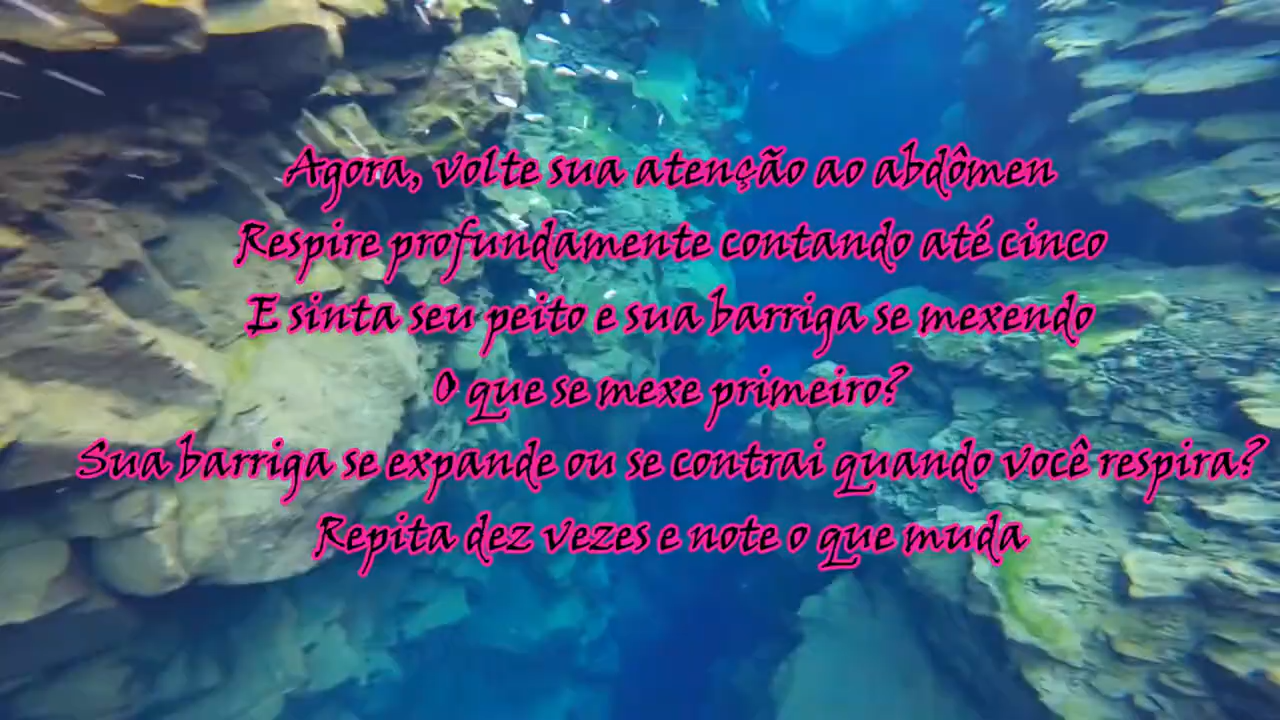 Agora, volte sua atenção ao abdômen
Respire profundamente contando até cinco
E sinta seu peito e sua barriga se mexendo
O que se mexe primeiro?
Sua barriga se expande ou se contrai quando você respira?
Repita dez vezes e note o que muda